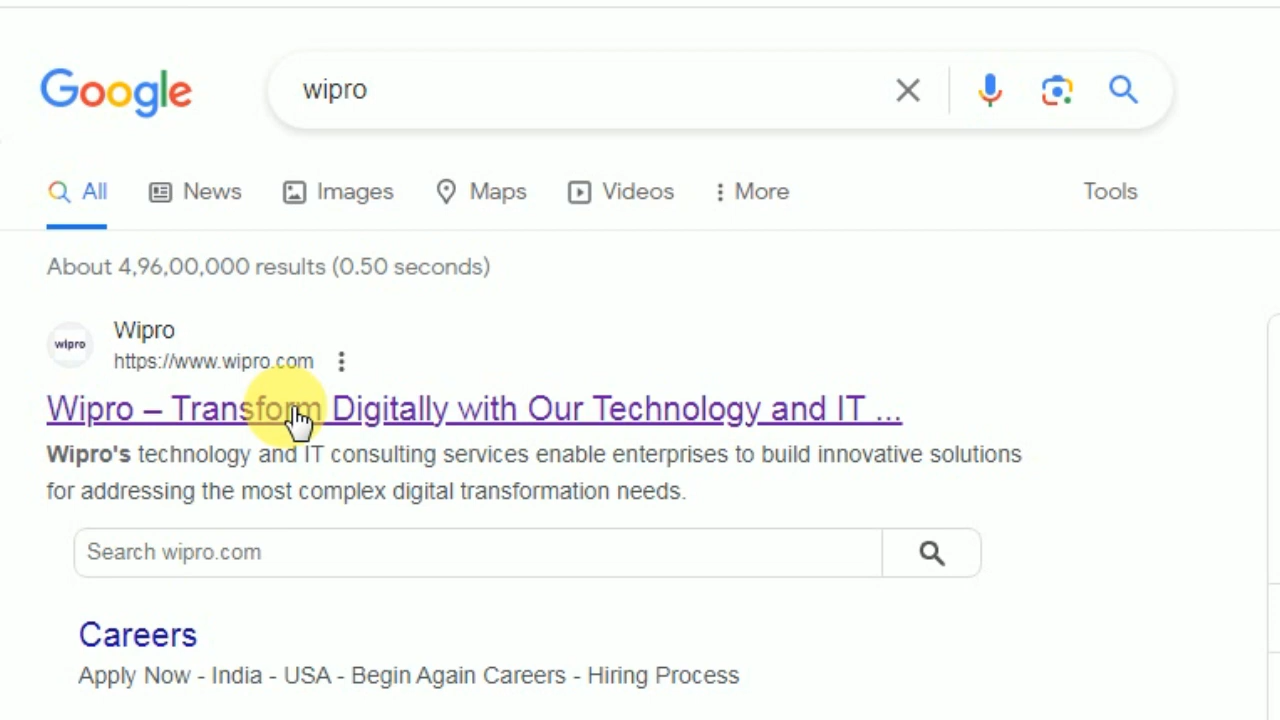 Google
wipro
All News Images Maps Videos More Tools
About 4,96,00,000 results (0.50 seconds)
wipro
Wipro
https://www.wipro.com
Wipro – Transform Digitally with Our Technology and IT ...
Wipro's technology and IT consulting services enable enterprises to build innovative solutions
for addressing the most complex digital transformation needs.
Search wipro.com
Careers
Apply Now - India - USA - Begin Again Careers - Hiring Process